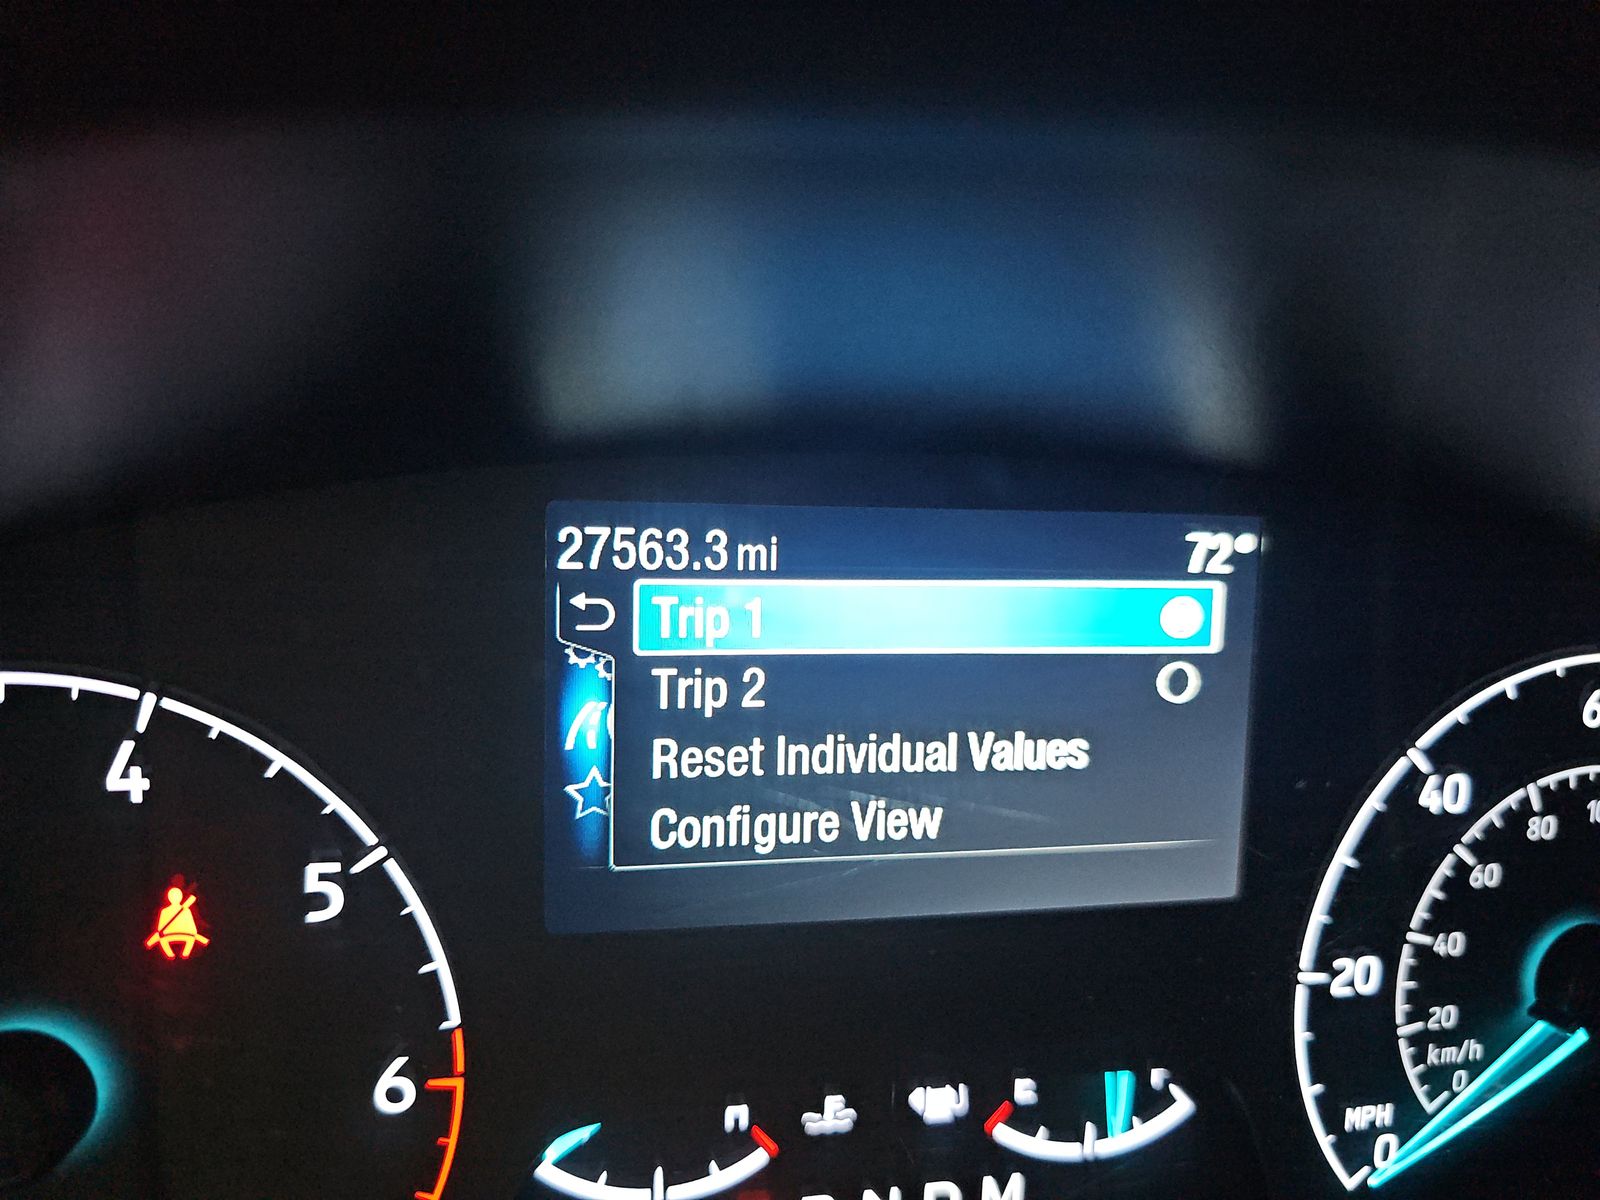 27563.3 mi 72°
Trip 1
Trip 2
Reset Individual Values
Configure View
4
5
6
60
40
20
0
MPH
80
60
40
20
0
km/h
H
E
F